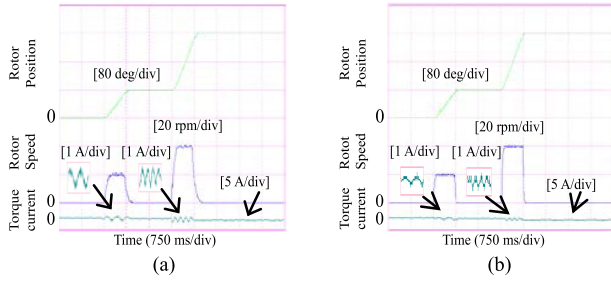 Rotor Position
[80 deg/div]
0
[20 rpm/div]
Rotor Speed
[1 A/div]
[1 A/div]
[5 A/div]
0
Torque current
0
Time (750 ms/div)
(a)
Rotor Position
[80 deg/div]
0
[20 rpm/div]
Rotot Speed
[1 A/div]
[1 A/div]
[5 A/div]
0
Torque current
0
Time (750 ms/div)
(b)